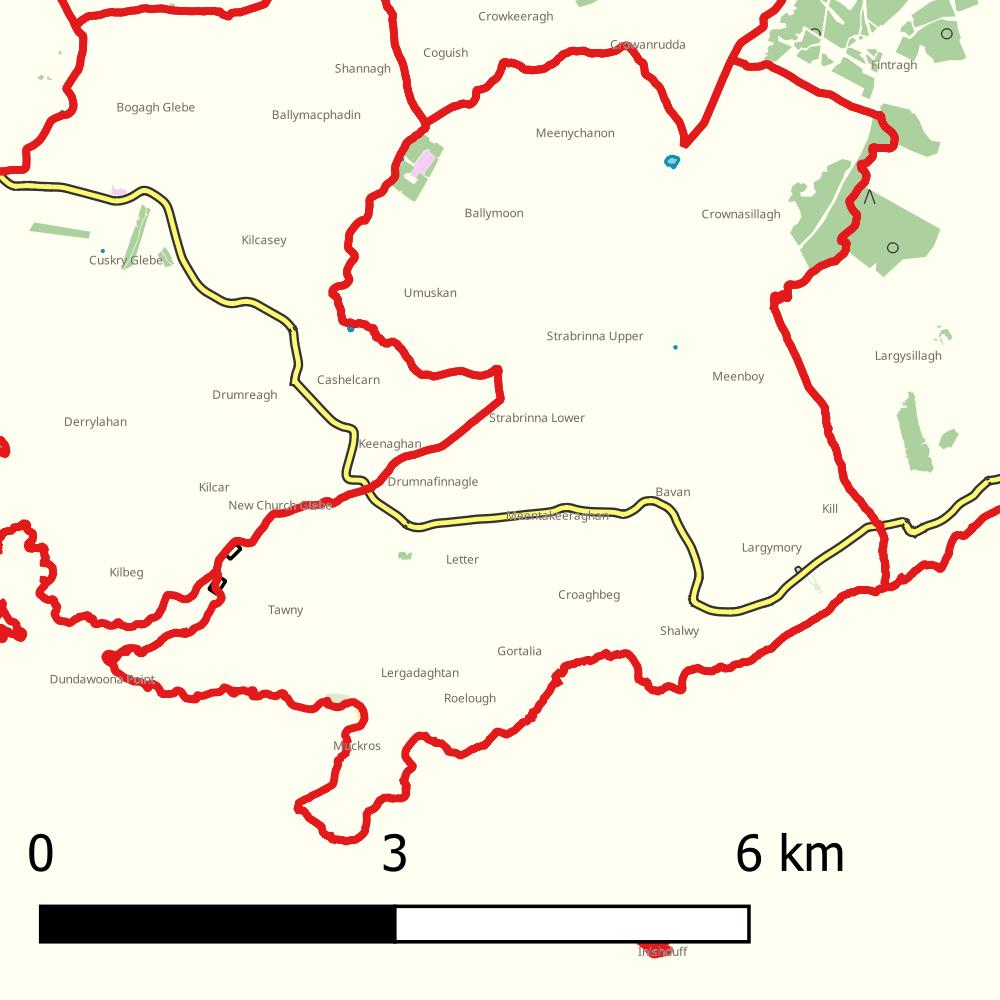 Crowkeeragh
Crowanrudda
Coguish
Shannagh
Fintragh
Bogagh Glebe
Ballymacphadin
Meenychanon
Ballymoon
Crownasillagh
Kilcasey
Cuskry Glebe
Umuskan
Strabrinna Upper
Largysillagh
Cashelcarn
Meenboy
Drumreagh
Derrylahan
Strabrinna Lower
Keenaghan
Kilcar
Drumnafinnagle
Bavan
New Church Glebe
Meentakeeraghan
Kill
Largymory
Letter
Kilbeg
Croaghbeg
Tawny
Shalwy
Gortalia
Lergadaghtan
Dundawoona Point
Roelough
Muckros
0 3 6 km
Inishduff